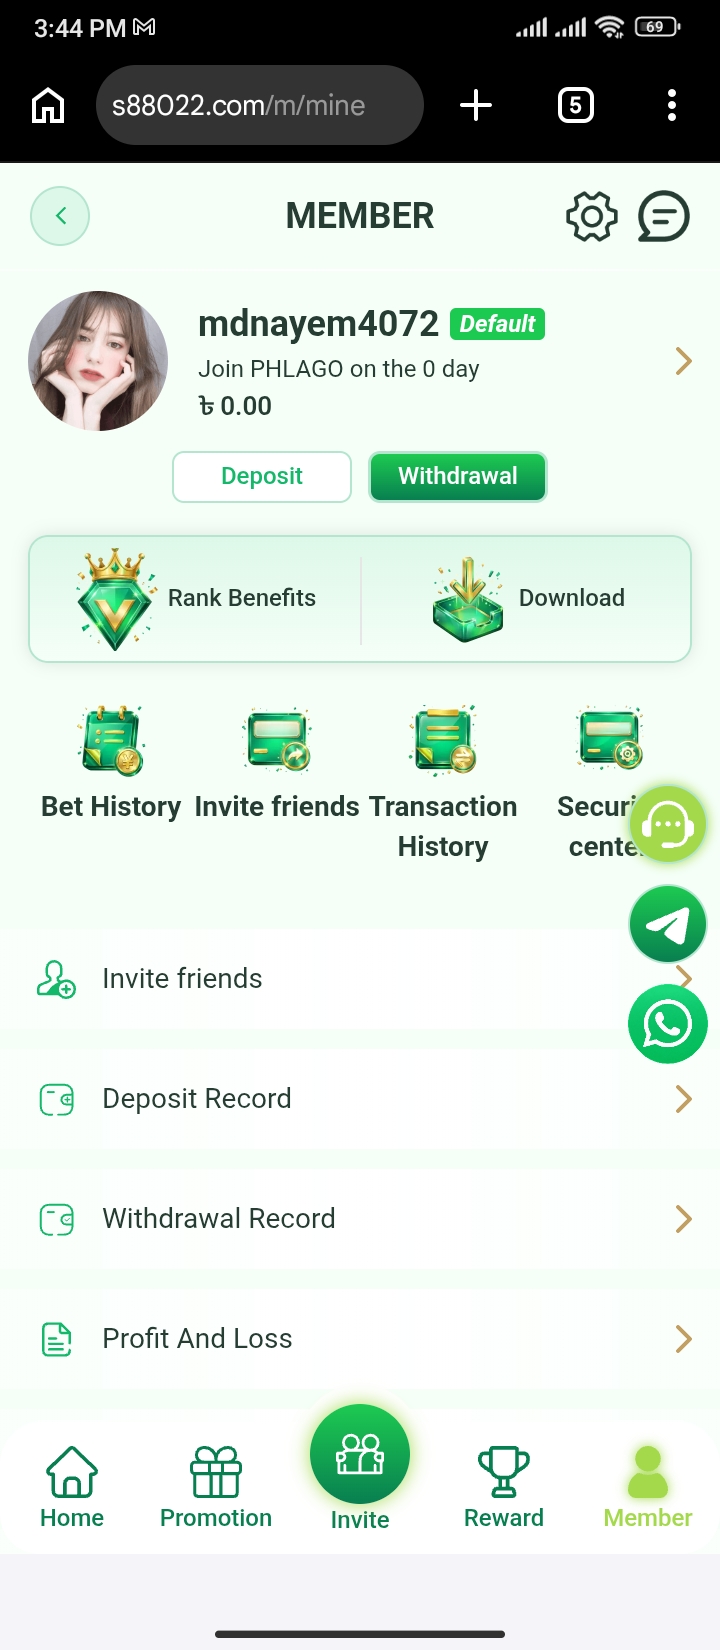 3:44 PM
69
s88022.com/m/mine
5
MEMBER
mdnayem4072 Default
Join PHLAGO on the 0 day
৳ 0.00
Deposit
Withdrawal
Rank Benefits
Download
Bet History
Invite friends
Transaction
History
Securi
cente
Invite friends
Deposit Record
Withdrawal Record
Profit And Loss
Home
Promotion
Invite
Reward
Member